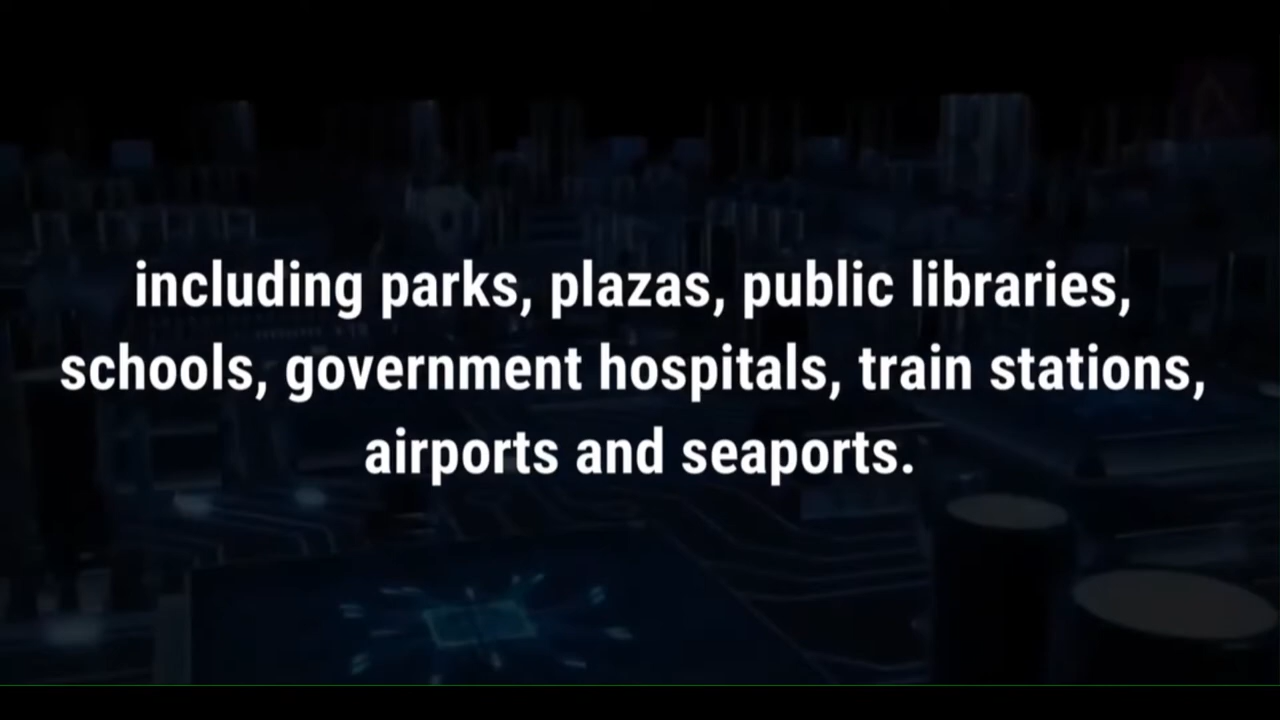 including parks, plazas, public libraries,
schools, government hospitals, train stations,
airports and seaports.